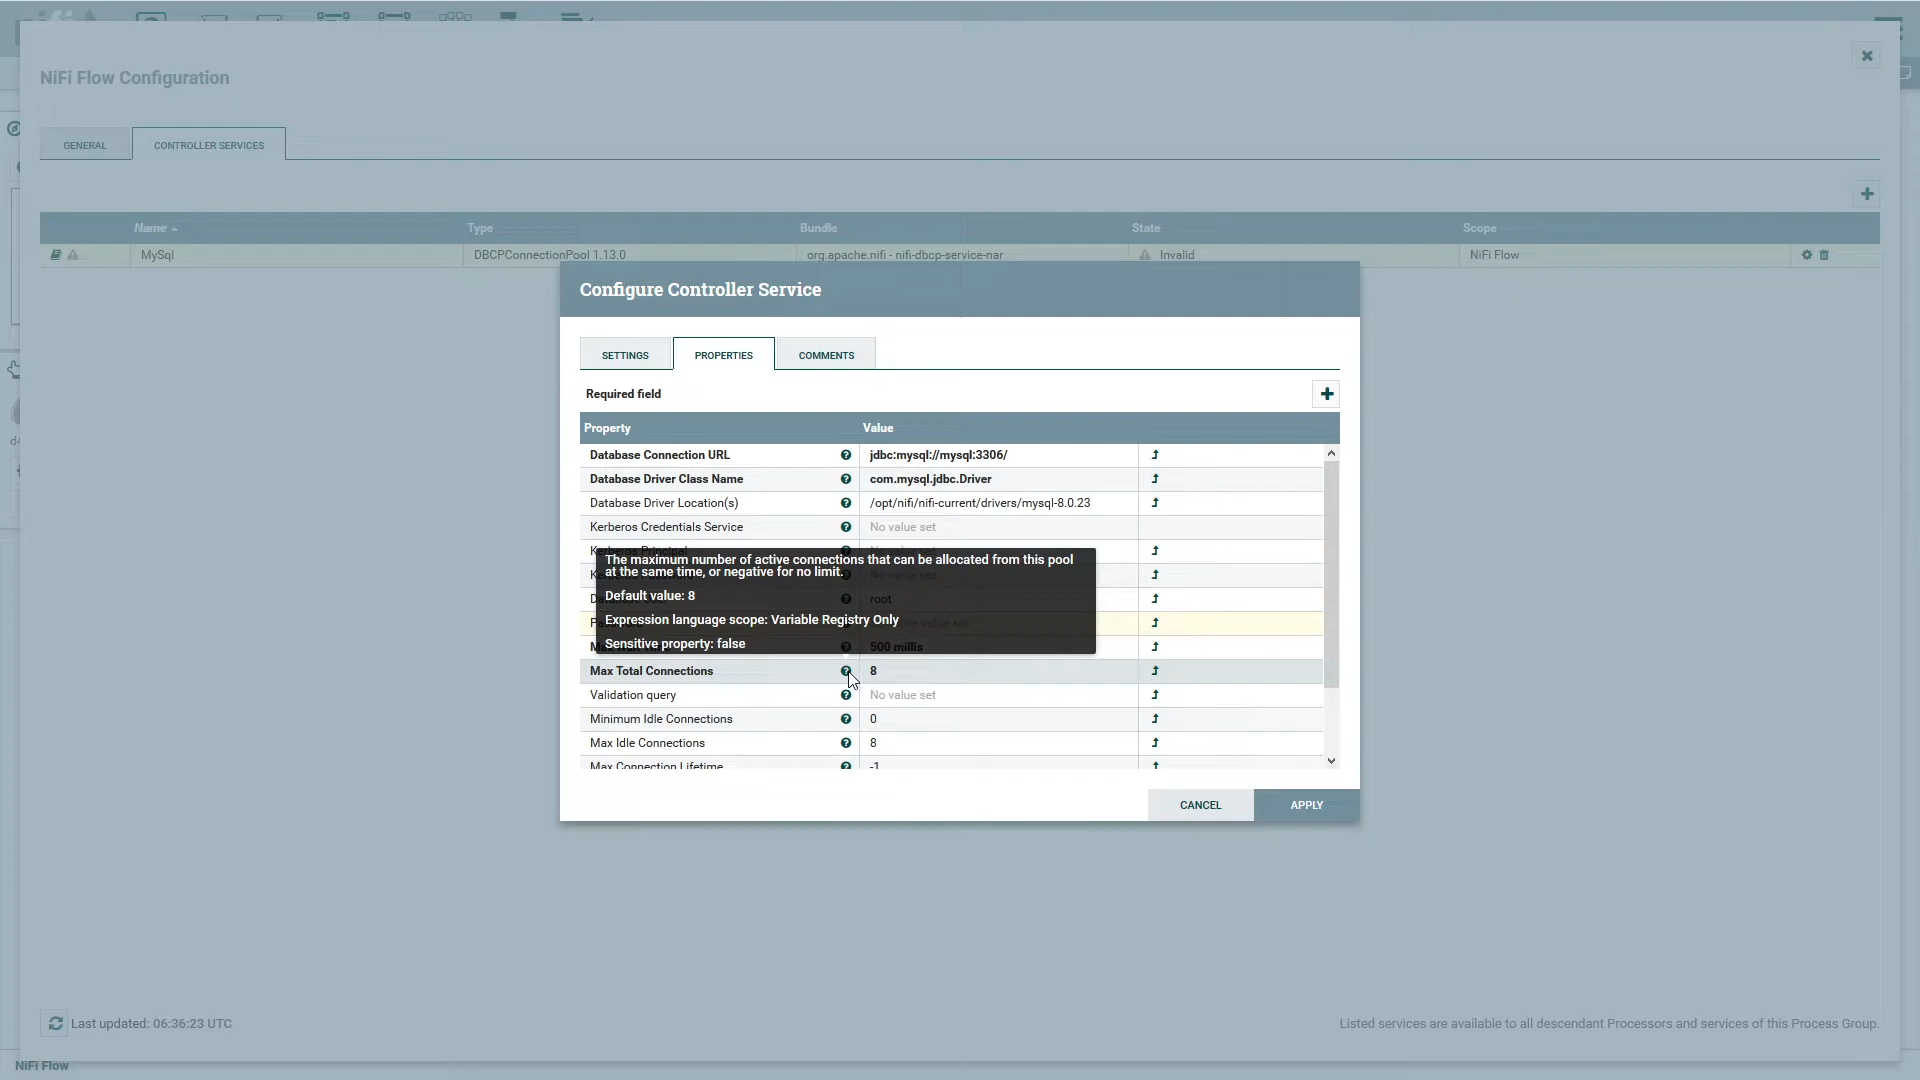 NiFi Flow Configuration
GENERAL
CONTROLLER SERVICES
Name Type Bundle State Scope
MySql DBCPConnectionPool 1.13.0 org.apache.nifi - nifi-dbcp-service-nar Invalid NiFi Flow
Configure Controller Service
SETTINGS PROPERTIES COMMENTS
Required field
Property Value
Database Connection URL jdbc:mysql://mysql:3306/
Database Driver Class Name com.mysql.jdbc.Driver
Database Driver Location(s) /opt/nifi/nifi-current/drivers/mysql-8.0.23
Kerberos Credentials Service No value set
Kerberos Principal
The maximum number of active connections that can be allocated from this pool
at the same time, or negative for no limit.
No value set
Default value: 8
root
Expression language scope: Variable Registry Only
Sensitive property: false
500 millis
Max Total Connections 8
Validation query No value set
Minimum Idle Connections 0
Max Idle Connections 8
Max Connection Lifetime -1
CANCEL APPLY
Last updated: 06:36:23 UTC
Listed services are available to all descendant Processors and services of this Process Group.
NiFi Flow